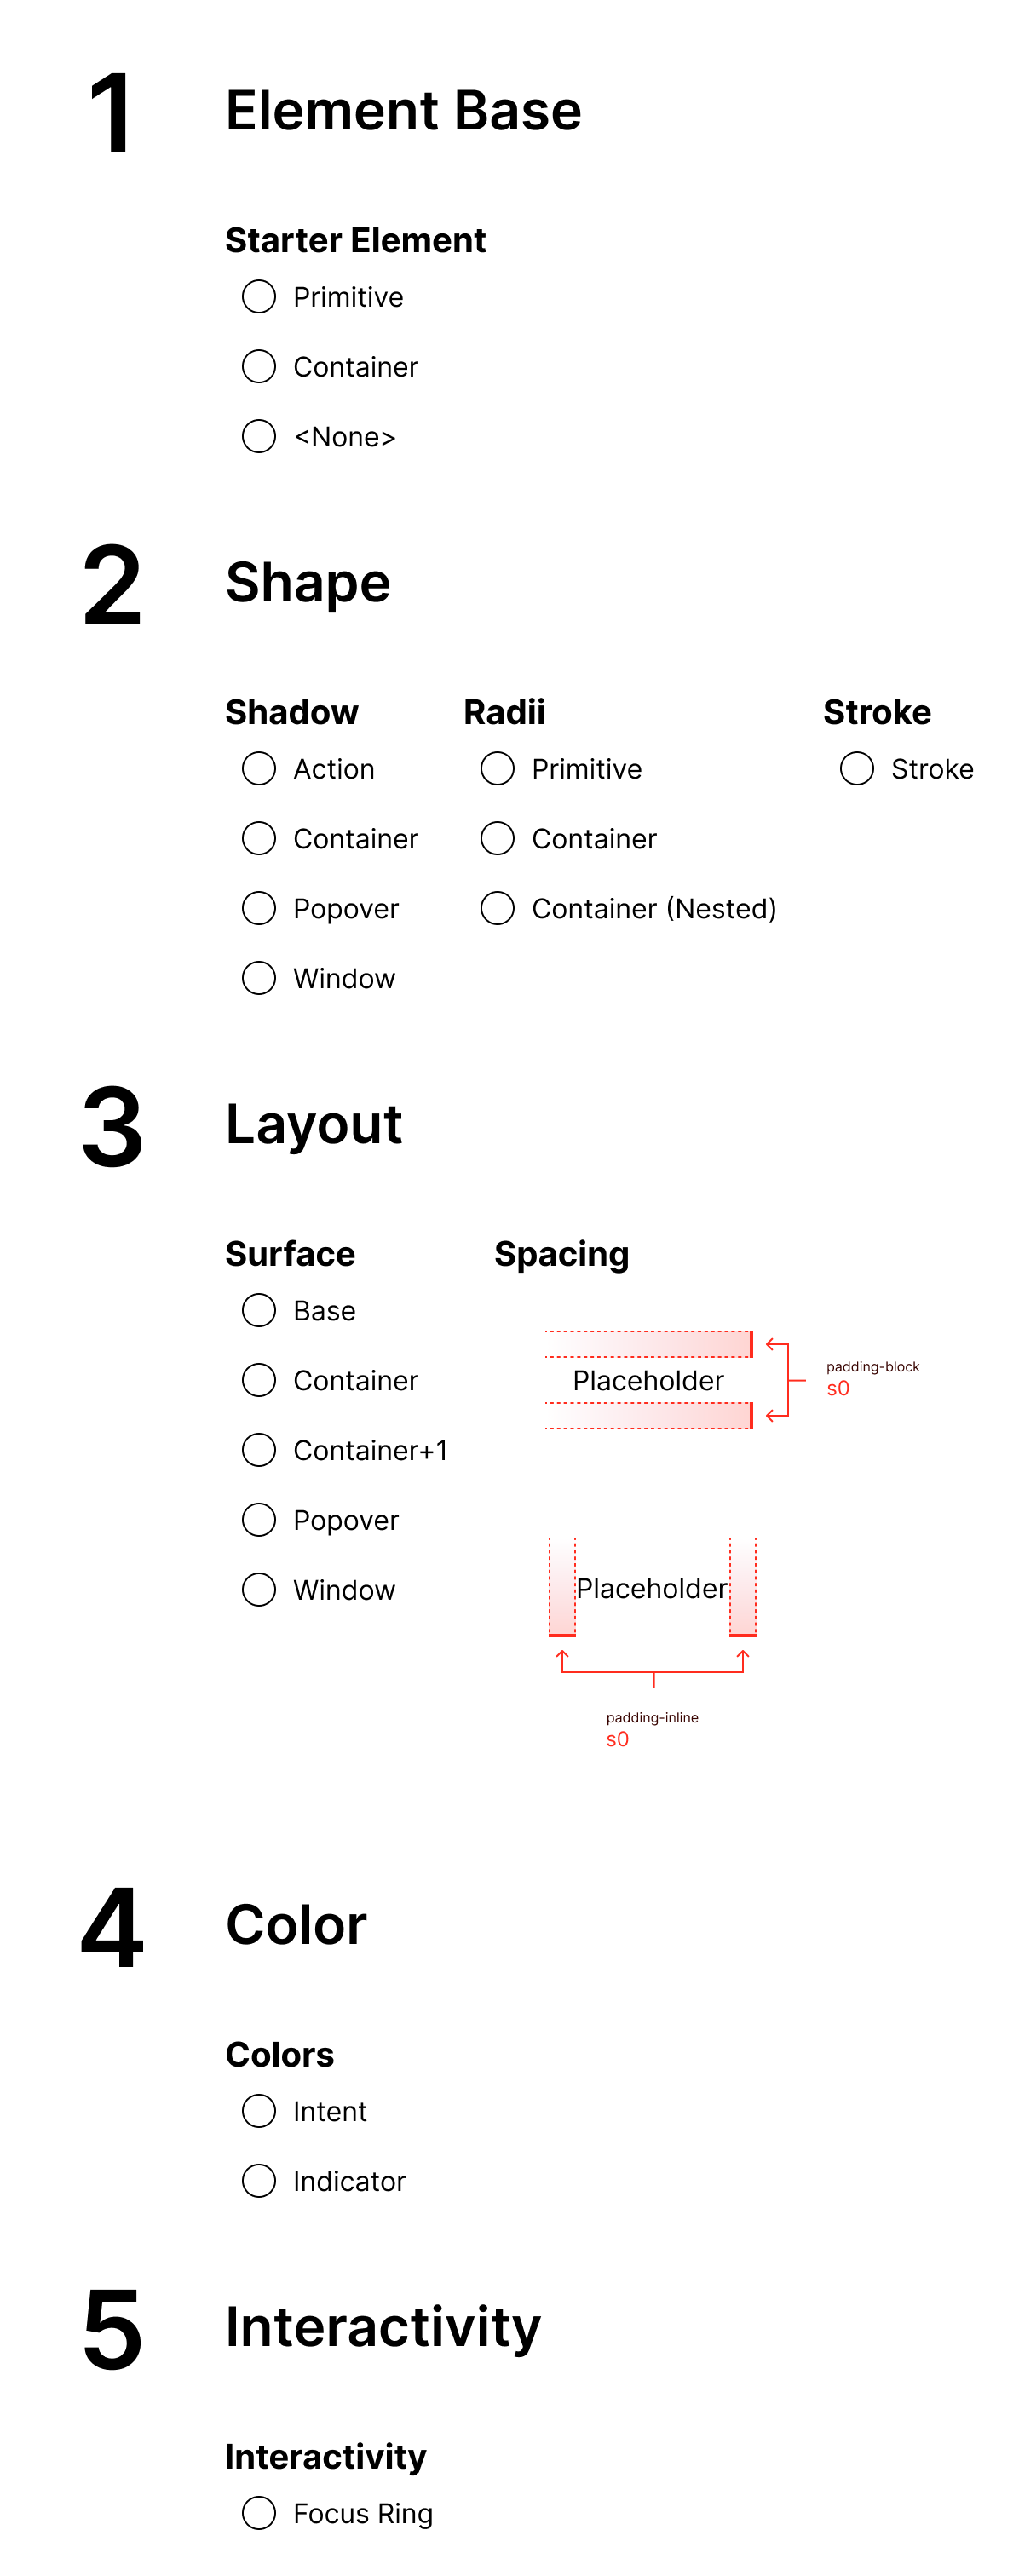 1
Element Base
Starter Element
Primitive
Container
<None>
2
Shape
Shadow
Action
Container
Popover
Window
Radii
Primitive
Container
Container (Nested)
Stroke
Stroke
3
Layout
Surface
Base
Container
Container+1
Popover
Window
Spacing
Placeholder
padding-block
s0
Placeholder
padding-inline
s0
4
Color
Colors
Intent
Indicator
5
Interactivity
Interactivity
Focus Ring